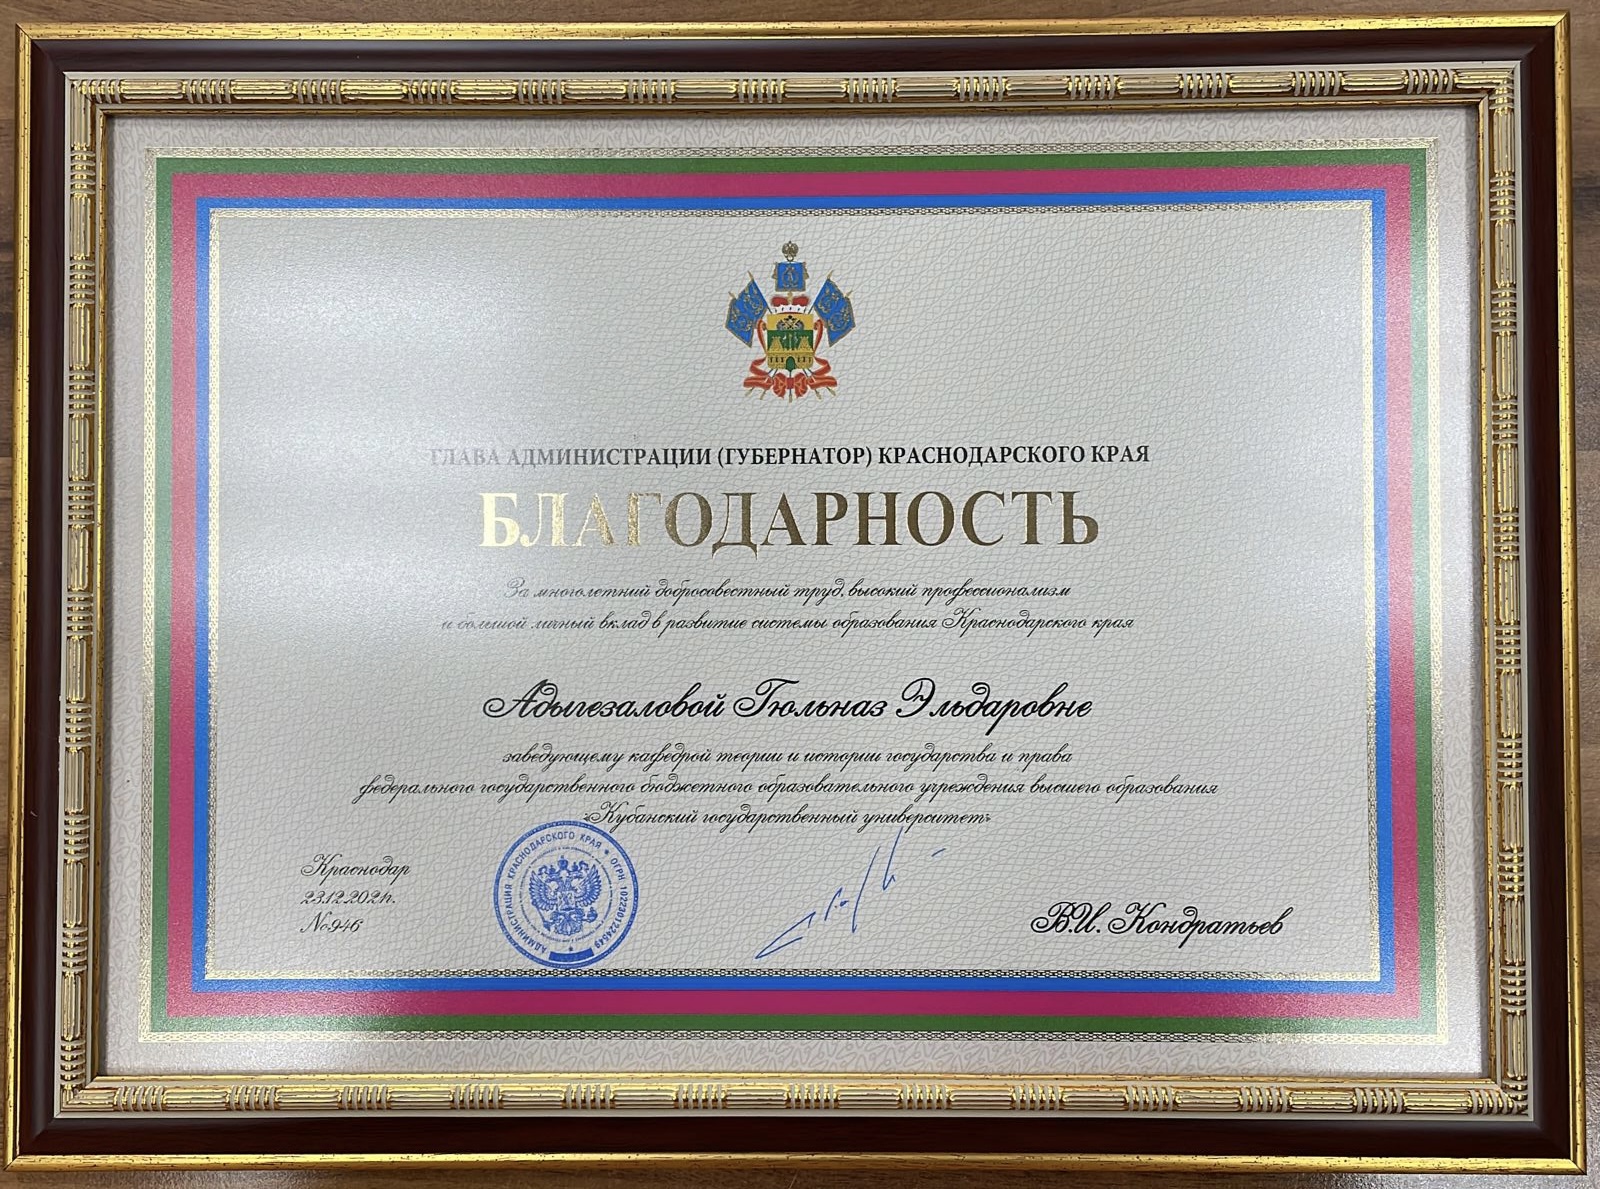 ГЛАВА АДМИНИСТРАЦИИ (ГУБЕРНАТОР) КРАСНОДАРСКОГО КРАЯ
БЛАГОДАРНОСТЬ
За многолетний добросовестный труд, высокий профессионализм
и большой личный вклад в развитие системы образования Краснодарского края
Адыгезаловой Гюльназ Эльдаровне
заведующему кафедрой теории и истории государства и права
федерального государственного бюджетного образовательного учреждения высшего образования
«Кубанский государственный университет»
АДМИНИСТРАЦИЯ КРАСНОДАРСКОГО КРАЯ * ОГРН 1022301224549
Краснодар
23.12.2021г.
№946
В.И. Кондратьев